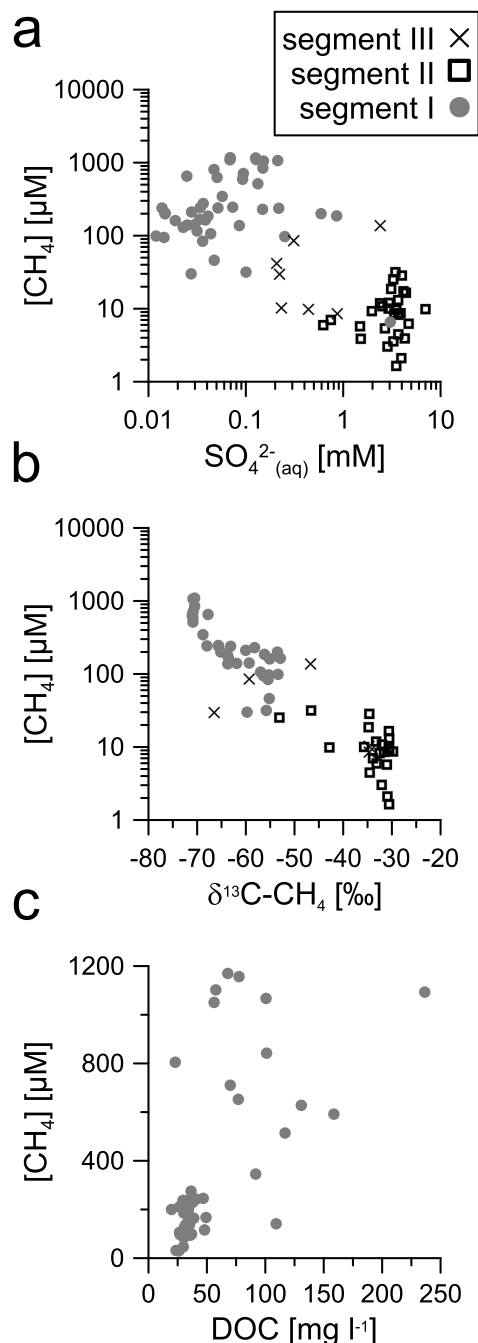 a
segment III ×
segment II
segment I
10000
1000
100
10
1
[CH₄] [µM]
0.01 0.1 1 10
SO₄²⁻(aq) [mM]
b
10000
1000
100
10
1
[CH₄] [µM]
-80 -70 -60 -50 -40 -30 -20
δ¹³C-CH₄ [‰]
c
1200
800
400
0
[CH₄] [µM]
0 50 100 150 200 250
DOC [mg l⁻¹]